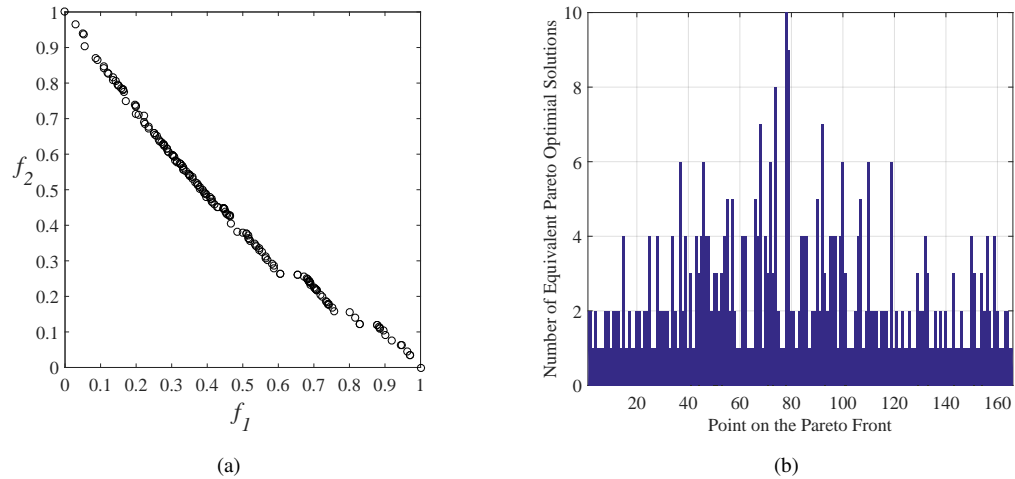 1
0.9
0.8
0.7
0.6
0.5
0.4
0.3
0.2
0.1
0
f2
0 0.1 0.2 0.3 0.4 0.5 0.6 0.7 0.8 0.9 1
f1
(a)
Number of Equivalent Pareto Optimial Solutions
10
8
6
4
2
0
20 40 60 80 100 120 140 160
Point on the Pareto Front
(b)